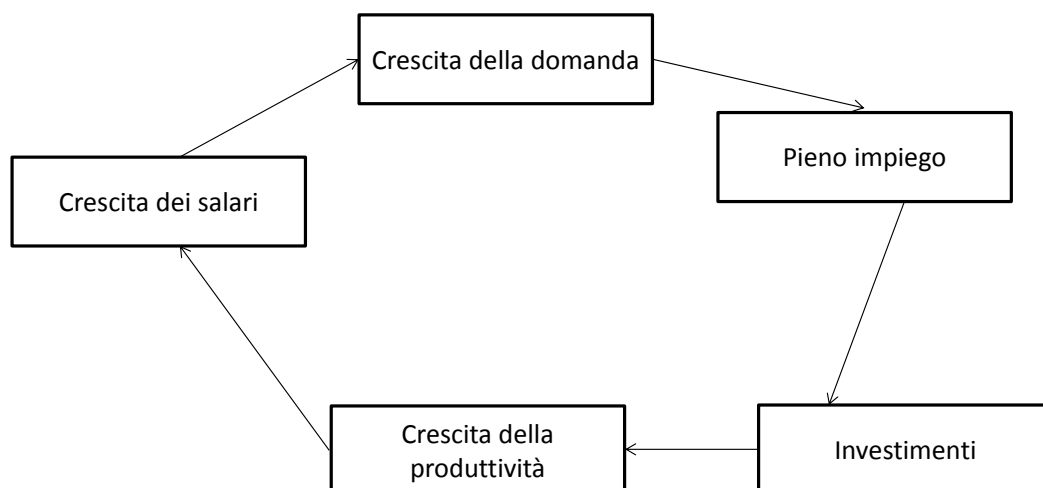 Crescita della domanda
Pieno impiego
Crescita dei salari
Crescita della
produttività
Investimenti